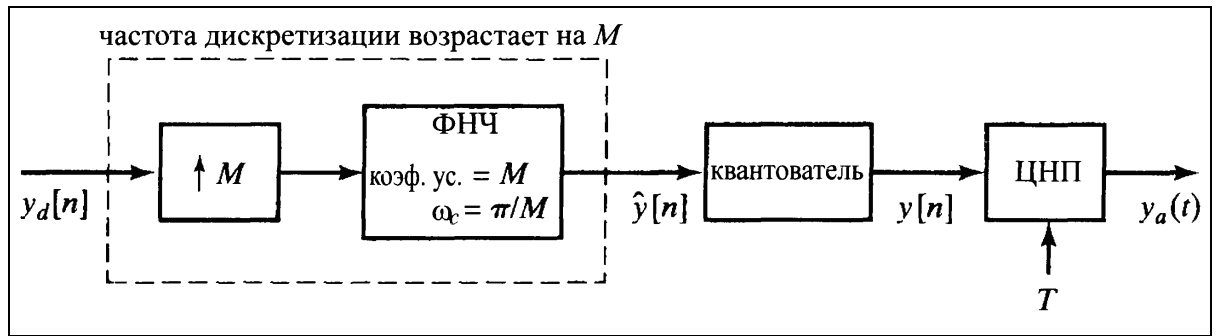 частота дискретизации возрастает на M
y_d[n]
↑ M
ФНЧ
коэф. ус. = M
ω_c = π/M
ŷ[n]
квантователь
y[n]
ЦНП
y_a(t)
T